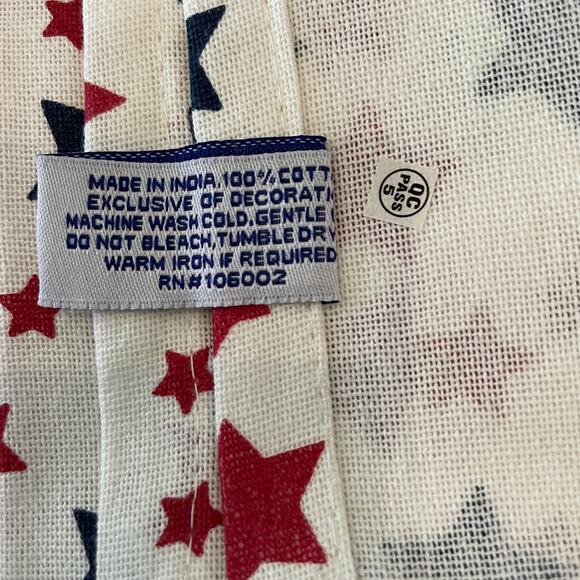 MADE IN INDIA, 100% COTT
EXCLUSIVE OF DECORATI
MACHINE WASH COLD, GENTLE
DO NOT BLEACH, TUMBLE DRY
WARM IRON IF REQUIRED
RN#106002
QC
PASS
5